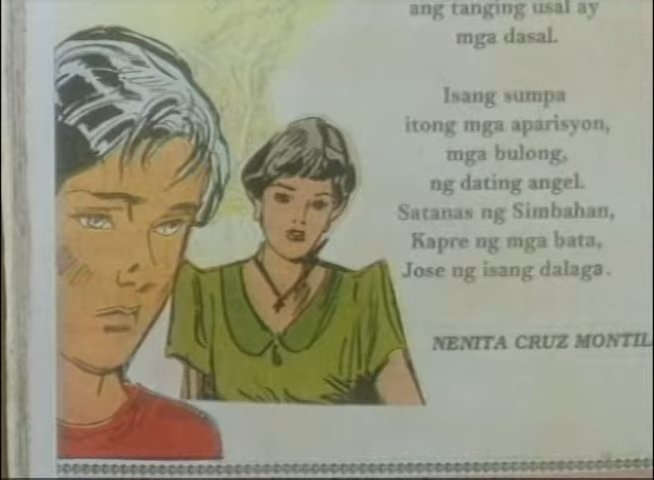 ang tanging usal ay
mga dasal.
Isang sumpa
itong mga aparisyon,
mga bulong,
ng dating angel.
Satanas ng Simbahan,
Kapre ng mga bata,
Jose ng isang dalaga.
NENITA CRUZ MONTIL